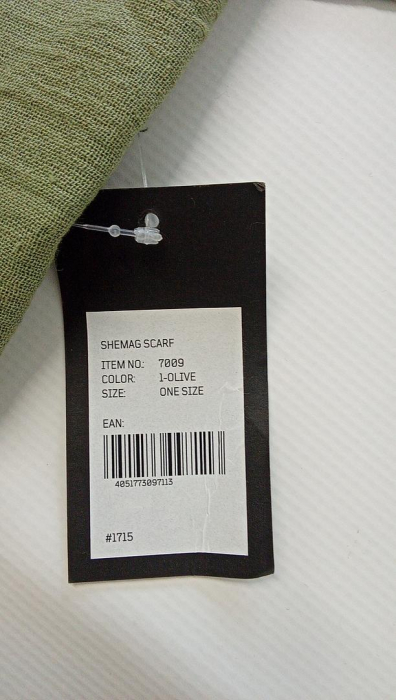 SHEMAG SCARF
ITEM NO.: 7009
COLOR: 1-OLIVE
SIZE: ONE SIZE
EAN:
4051773097113
#1715